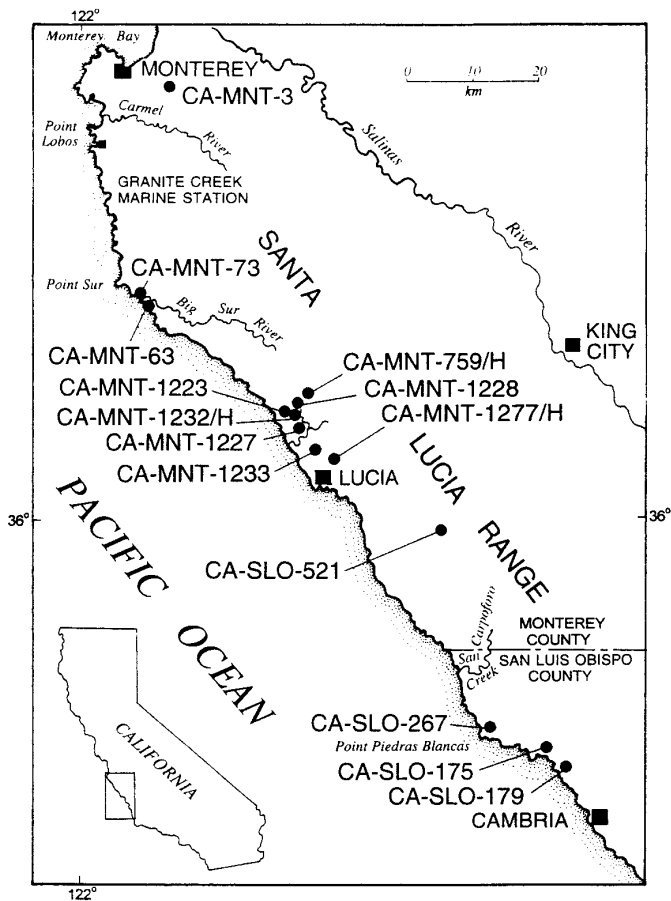 122°
Monterey Bay
MONTEREY
CA-MNT-3
0 10 20
km
Carmel
River
Point
Lobos
Salinas
River
GRANITE CREEK
MARINE STATION
SANTA
CA-MNT-73
Point Sur
Big Sur
River
CA-MNT-63
KING
CITY
CA-MNT-759/H
CA-MNT-1223
CA-MNT-1228
CA-MNT-1232/H
CA-MNT-1277/H
CA-MNT-1227
CA-MNT-1233
LUCIA
LUCIA
RANGE
PACIFIC
OCEAN
36°
36°
CA-SLO-521
San Carpoforo
Creek
MONTEREY
COUNTY
SAN LUIS OBISPO
COUNTY
CA-SLO-267
Point Piedras Blancas
CA-SLO-175
CA-SLO-179
CAMBRIA
CALIFORNIA
122°